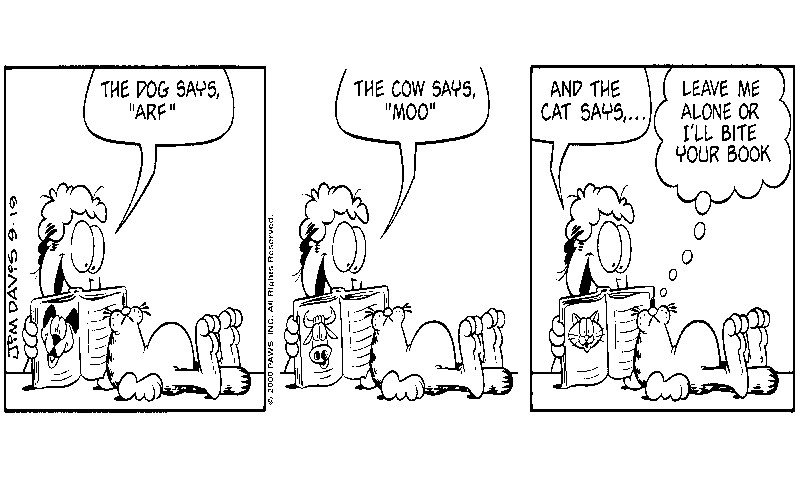 THE DOG SAYS,
"ARF"
JIM DAVIS 9-19
THE COW SAYS,
"MOO"
© 2000 PAWS, INC. All Rights Reserved.
AND THE
CAT SAYS,...
LEAVE ME
ALONE OR
I'LL BITE
YOUR BOOK